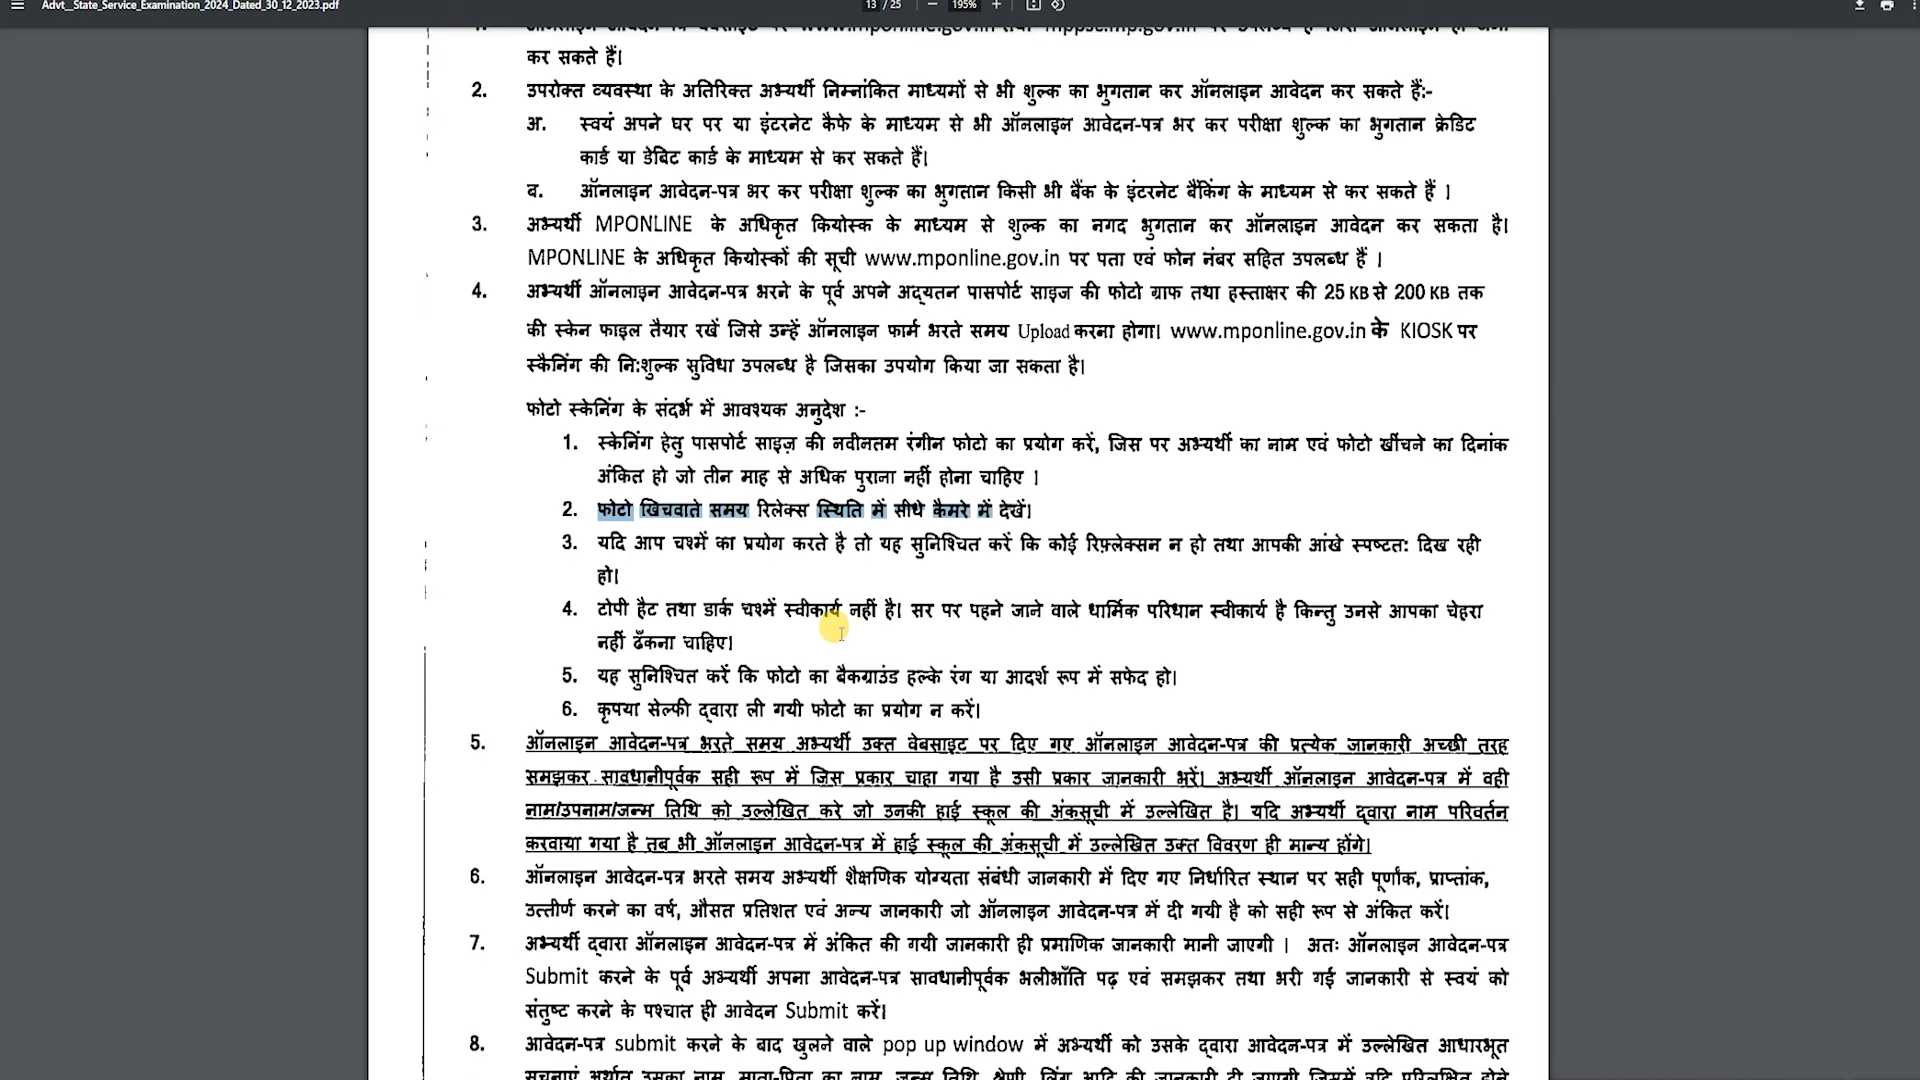 Advt__State_Service_Examination_2024_Dated_30_12_2023.pdf
13 / 25
195%
कर सकते हैं।
2. उपरोक्त व्यवस्था के अतिरिक्त अभ्यर्थी निम्नांकित माध्यमों से भी शुल्क का भुगतान कर ऑनलाइन आवेदन कर सकते हैं:-
अ. स्वयं अपने घर पर या इंटरनेट कैफे के माध्यम से भी ऑनलाइन आवेदन-पत्र भर कर परीक्षा शुल्क का भुगतान क्रेडिट
कार्ड या डेबिट कार्ड के माध्यम से कर सकते हैं।
ब. ऑनलाइन आवेदन-पत्र भर कर परीक्षा शुल्क का भुगतान किसी भी बैंक के इंटरनेट बैंकिंग के माध्यम से कर सकते हैं ।
3. अभ्यर्थी MPONLINE के अधिकृत कियोस्क के माध्यम से शुल्क का नगद भुगतान कर ऑनलाइन आवेदन कर सकता है।
MPONLINE के अधिकृत कियोस्कों की सूची www.mponline.gov.in पर पता एवं फोन नंबर सहित उपलब्ध हैं ।
4. अभ्यर्थी ऑनलाइन आवेदन-पत्र भरने के पूर्व अपने अद्यतन पासपोर्ट साइज की फोटो ग्राफ तथा हस्ताक्षर की 25 KB से 200 KB तक
की स्केन फाइल तैयार रखें जिसे उन्हें ऑनलाइन फार्म भरते समय Upload करना होगा। www.mponline.gov.in के KIOSK पर
स्कैनिंग की नि:शुल्क सुविधा उपलब्ध है जिसका उपयोग किया जा सकता है।
फोटो स्केनिंग के संदर्भ में आवश्यक अनुदेश :-
1. स्केनिंग हेतु पासपोर्ट साइज़ की नवीनतम रंगीन फोटो का प्रयोग करें, जिस पर अभ्यर्थी का नाम एवं फोटो खींचने का दिनांक
अंकित हो जो तीन माह से अधिक पुराना नहीं होना चाहिए ।
2. फोटो खिचवाते समय रिलेक्स स्थिति में सीधे कैमरे में देखें।
3. यदि आप चश्में का प्रयोग करते है तो यह सुनिश्चित करें कि कोई रिफ़्लेक्सन न हो तथा आपकी आंखे स्पष्टत: दिख रही
हो।
4. टोपी हैट तथा डार्क चश्में स्वीकार्य नहीं है। सर पर पहने जाने वाले धार्मिक परिधान स्वीकार्य है किन्तु उनसे आपका चेहरा
नहीं ढँकना चाहिए।
5. यह सुनिश्चित करें कि फोटो का बैकग्राउंड हल्के रंग या आदर्श रूप में सफेद हो।
6. कृपया सेल्फी द्वारा ली गयी फोटो का प्रयोग न करें।
5. ऑनलाइन आवेदन-पत्र भरते समय अभ्यर्थी उक्त वेबसाइट पर दिए गए ऑनलाइन आवेदन-पत्र की प्रत्येक जानकारी अच्छी तरह
समझकर सावधानीपूर्वक सही रूप में जिस प्रकार चाहा गया है उसी प्रकार जानकारी भरें। अभ्यर्थी ऑनलाइन आवेदन-पत्र में वही
नाम/उपनाम/जन्म तिथि को उल्लेखित करे जो उनकी हाई स्कूल की अंकसूची में उल्लेखित है। यदि अभ्यर्थी द्वारा नाम परिवर्तन
करवाया गया है तब भी ऑनलाइन आवेदन-पत्र में हाई स्कूल की अंकसूची में उल्लेखित उक्त विवरण ही मान्य होंगे।
6. ऑनलाइन आवेदन-पत्र भरते समय अभ्यर्थी शैक्षणिक योग्यता संबंधी जानकारी में दिए गए निर्धारित स्थान पर सही पूर्णांक, प्राप्तांक,
उत्तीर्ण करने का वर्ष, औसत प्रतिशत एवं अन्य जानकारी जो ऑनलाइन आवेदन-पत्र में दी गयी है को सही रूप से अंकित करें।
7. अभ्यर्थी द्वारा ऑनलाइन आवेदन-पत्र में अंकित की गयी जानकारी ही प्रमाणिक जानकारी मानी जाएगी । अतः ऑनलाइन आवेदन-पत्र
Submit करने के पूर्व अभ्यर्थी अपना आवेदन-पत्र सावधानीपूर्वक भलीभाँति पढ़ एवं समझकर तथा भरी गई जानकारी से स्वयं को
संतुष्ट करने के पश्चात ही आवेदन Submit करें।
8. आवेदन-पत्र submit करने के बाद खुलने वाले pop up window में अभ्यर्थी को उसके द्वारा आवेदन-पत्र में उल्लेखित आधारभूत